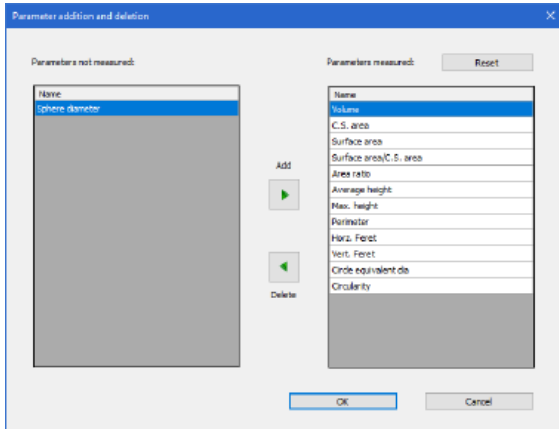 Parameter addition and deletion
Parameters not measured:
Name
Sphere diameter
Add
Delete
Parameters measured:
Reset
Name
Volume
C.S. area
Surface area
Surface area/C.S. area
Area ratio
Average height
Max. height
Perimeter
Horz. Feret
Vert. Feret
Circle equivalent dia
Circularity
OK
Cancel